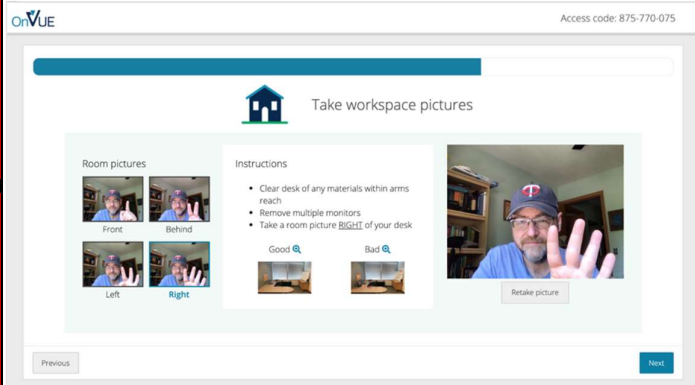 OnVUE
Access code: 875-770-075
Take workspace pictures
Room pictures
Front
Behind
Left
Right
Instructions
• Clear desk of any materials within arms
reach
• Remove multiple monitors
• Take a room picture RIGHT of your desk
Good
Bad
Retake picture
Previous
Next